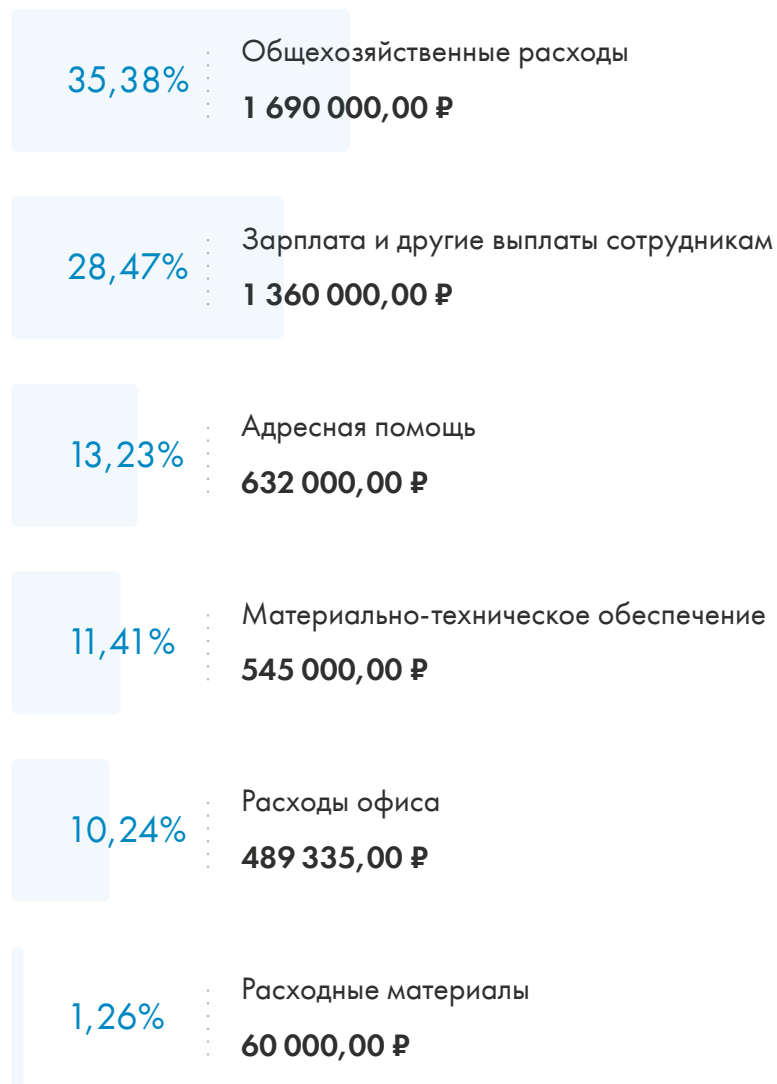 35,38%
Общехозяйственные расходы
1 690 000,00 ₽
28,47%
Зарплата и другие выплаты сотрудникам
1 360 000,00 ₽
13,23%
Адресная помощь
632 000,00 ₽
11,41%
Материально-техническое обеспечение
545 000,00 ₽
10,24%
Расходы офиса
489 335,00 ₽
1,26%
Расходные материалы
60 000,00 ₽